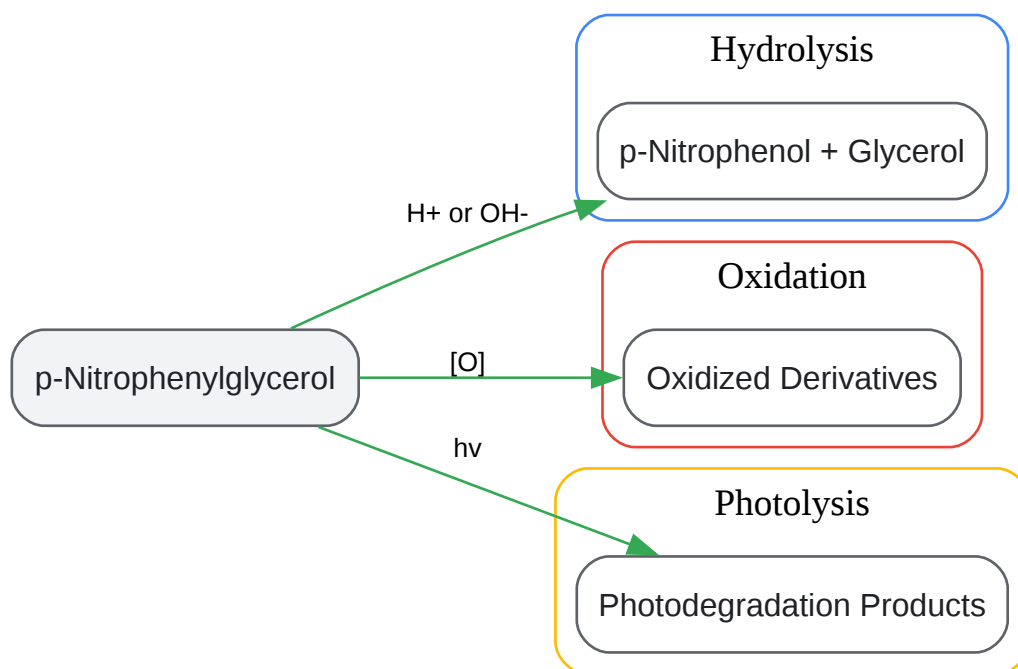 Hydrolysis
p-Nitrophenol + Glycerol
H+ or OH-
Oxidation
p-Nitrophenylglycerol
[O]
Oxidized Derivatives
hv
Photolysis
Photodegradation Products